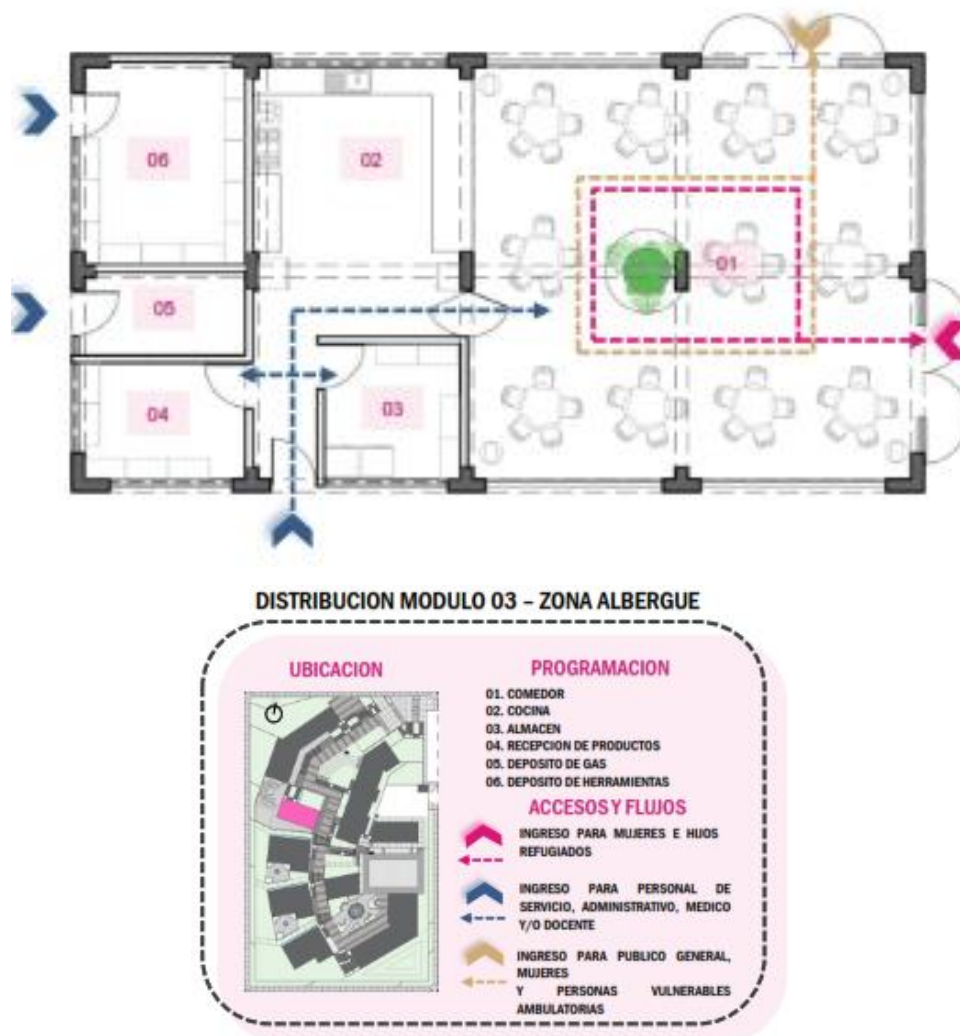 06
02
05
01
04
03
DISTRIBUCION MODULO 03 – ZONA ALBERGUE
UBICACION
PROGRAMACION
01. COMEDOR
02. COCINA
03. ALMACEN
04. RECEPCION DE PRODUCTOS
05. DEPOSITO DE GAS
06. DEPOSITO DE HERRAMIENTAS
ACCESOS Y FLUJOS
INGRESO PARA MUJERES E HIJOS
REFUGIADOS
INGRESO PARA PERSONAL DE
SERVICIO, ADMINISTRATIVO, MEDICO
Y/O DOCENTE
INGRESO PARA PUBLICO GENERAL,
MUJERES
Y PERSONAS VULNERABLES
AMBULATORIAS